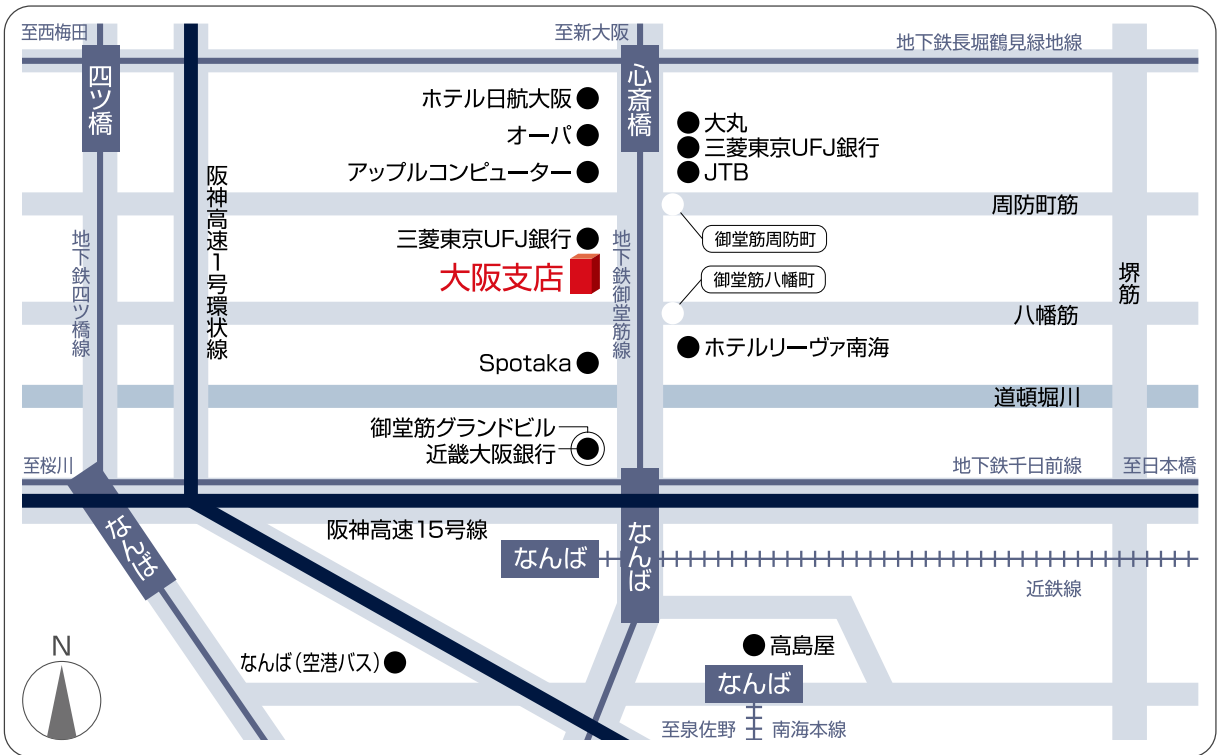 至西梅田
至新大阪
地下鉄長堀鶴見緑地線
四ツ橋
心斎橋
ホテル日航大阪
大丸
オーパ
三菱東京UFJ銀行
アップルコンピューター
JTB
阪神高速1号環状線
周防町筋
地下鉄四ツ橋線
三菱東京UFJ銀行
地下鉄御堂筋線
御堂筋周防町
大阪支店
御堂筋八幡町
堺筋
八幡筋
ホテルリーヴァ南海
Spotaka
道頓堀川
御堂筋グランドビル
近畿大阪銀行
至桜川
地下鉄千日前線
至日本橋
なんば
阪神高速15号線
なんば
なんば
近鉄線
N
高島屋
なんば(空港バス)
なんば
至泉佐野
南海本線